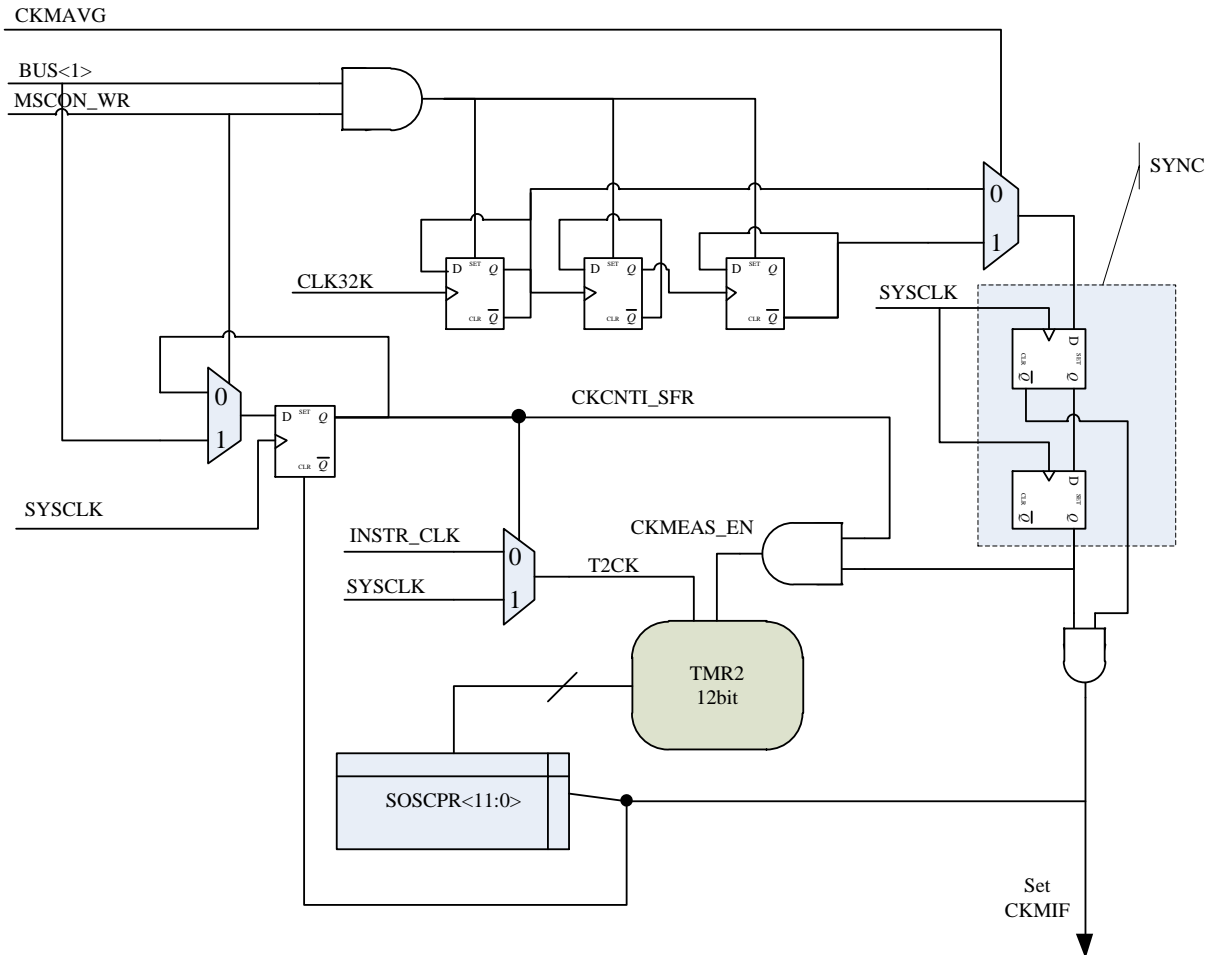 CKMAVG
BUS<1>
MSCON_WR
SYNC
0
1
D SET Q
CLR Q
D SET Q
CLR Q
D SET Q
CLR Q
CLK32K
SYSCLK
D SET Q
CLR Q
0
1
D SET Q
CLR Q
CKCNTI_SFR
D SET Q
CLR Q
SYSCLK
INSTR_CLK
0
SYSCLK
1
T2CK
CKMEAS_EN
TMR2
12bit
SOSCPR<11:0>
Set
CKMIF